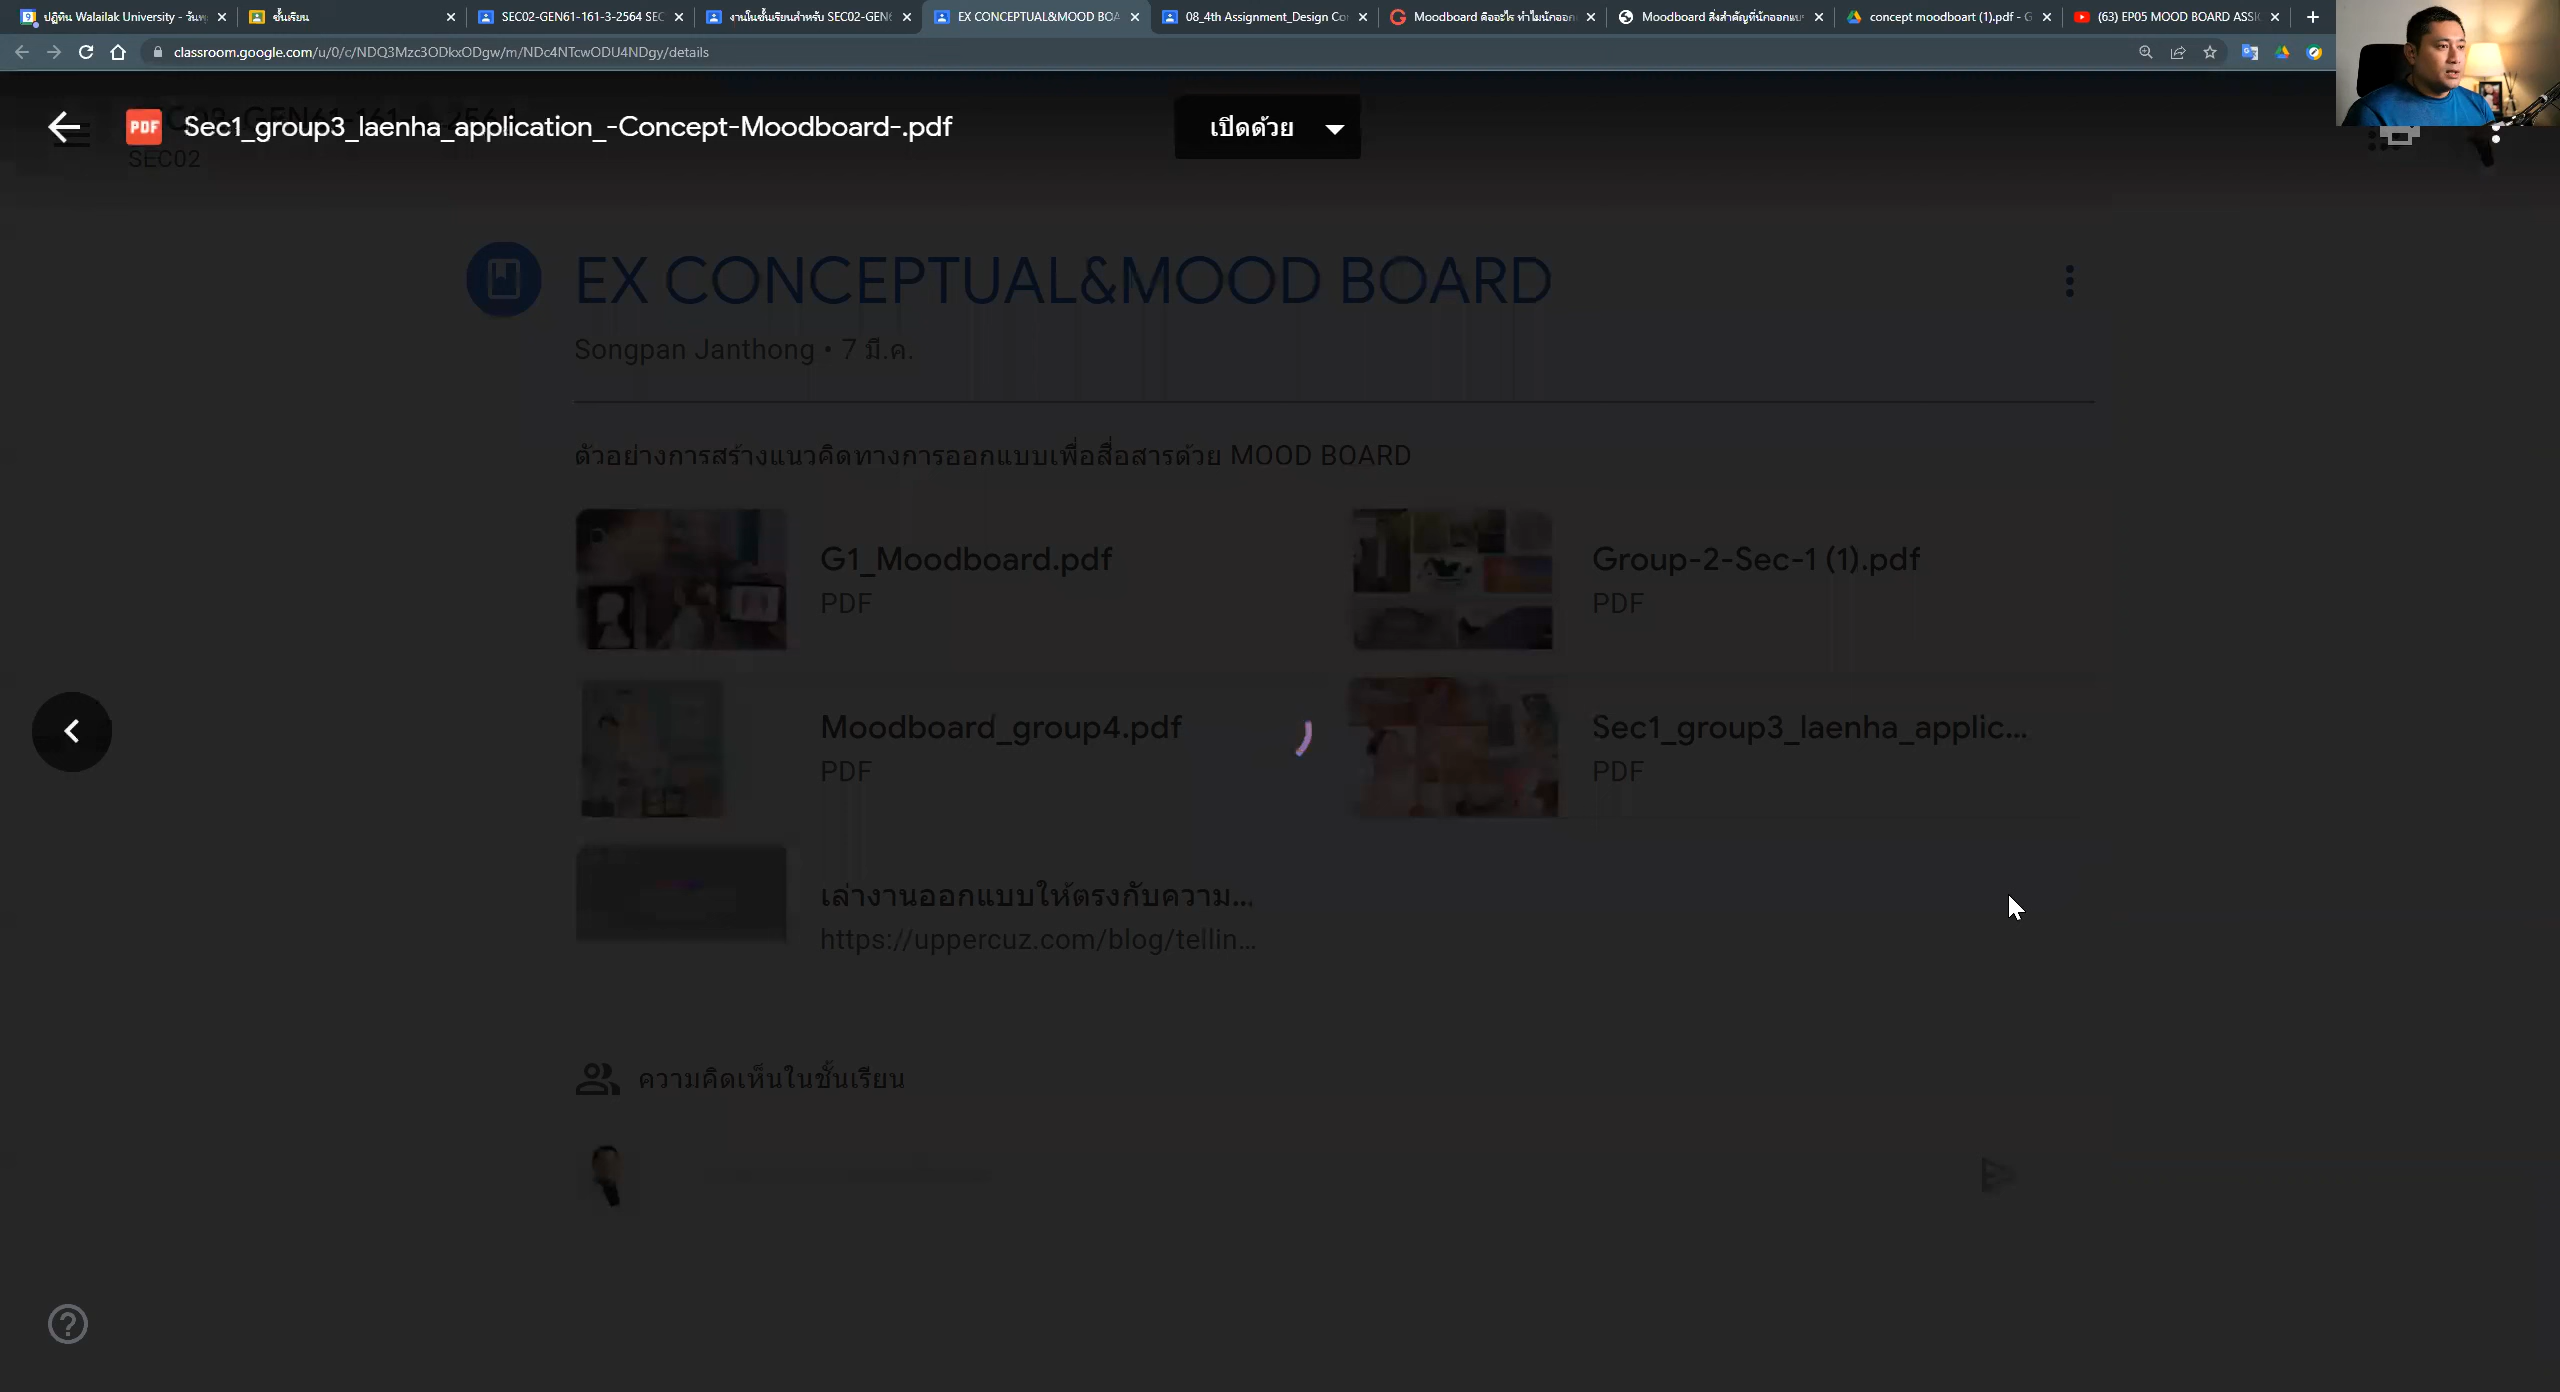 ปฏิทิน Walailak University - วันพุ
ชั้นเรียน
SEC02-GEN61-161-3-2564 SEC
งานในชั้นเรียนสำหรับ SEC02-GEN6
EX CONCEPTUAL&MOOD BOA
08_4th Assignment_Design Co
Moodboard คืออะไร ทำไมนักออก
Moodboard สิ่งสำคัญที่นักออกแบบ
concept moodboart (1).pdf - G
(63) EP05 MOOD BOARD ASSIG
classroom.google.com/u/0/c/NDQ3Mzc3ODkxODgw/m/NDc4NTcwODU4NDgy/details
PDF
Sec1_group3_laenha_application_-Concept-Moodboard-.pdf
เปิดด้วย
SEC02
EX CONCEPTUAL&MOOD BOARD
Songpan Janthong • 7 มี.ค.
ตัวอย่างการสร้างแนวคิดทางการออกแบบเพื่อสื่อสารด้วย MOOD BOARD
G1_Moodboard.pdf
PDF
Group-2-Sec-1 (1).pdf
PDF
Moodboard_group4.pdf
PDF
Sec1_group3_laenha_applic...
PDF
เล่างานออกแบบให้ตรงกับความ...
https://uppercuz.com/blog/tellin...
ความคิดเห็นในชั้นเรียน